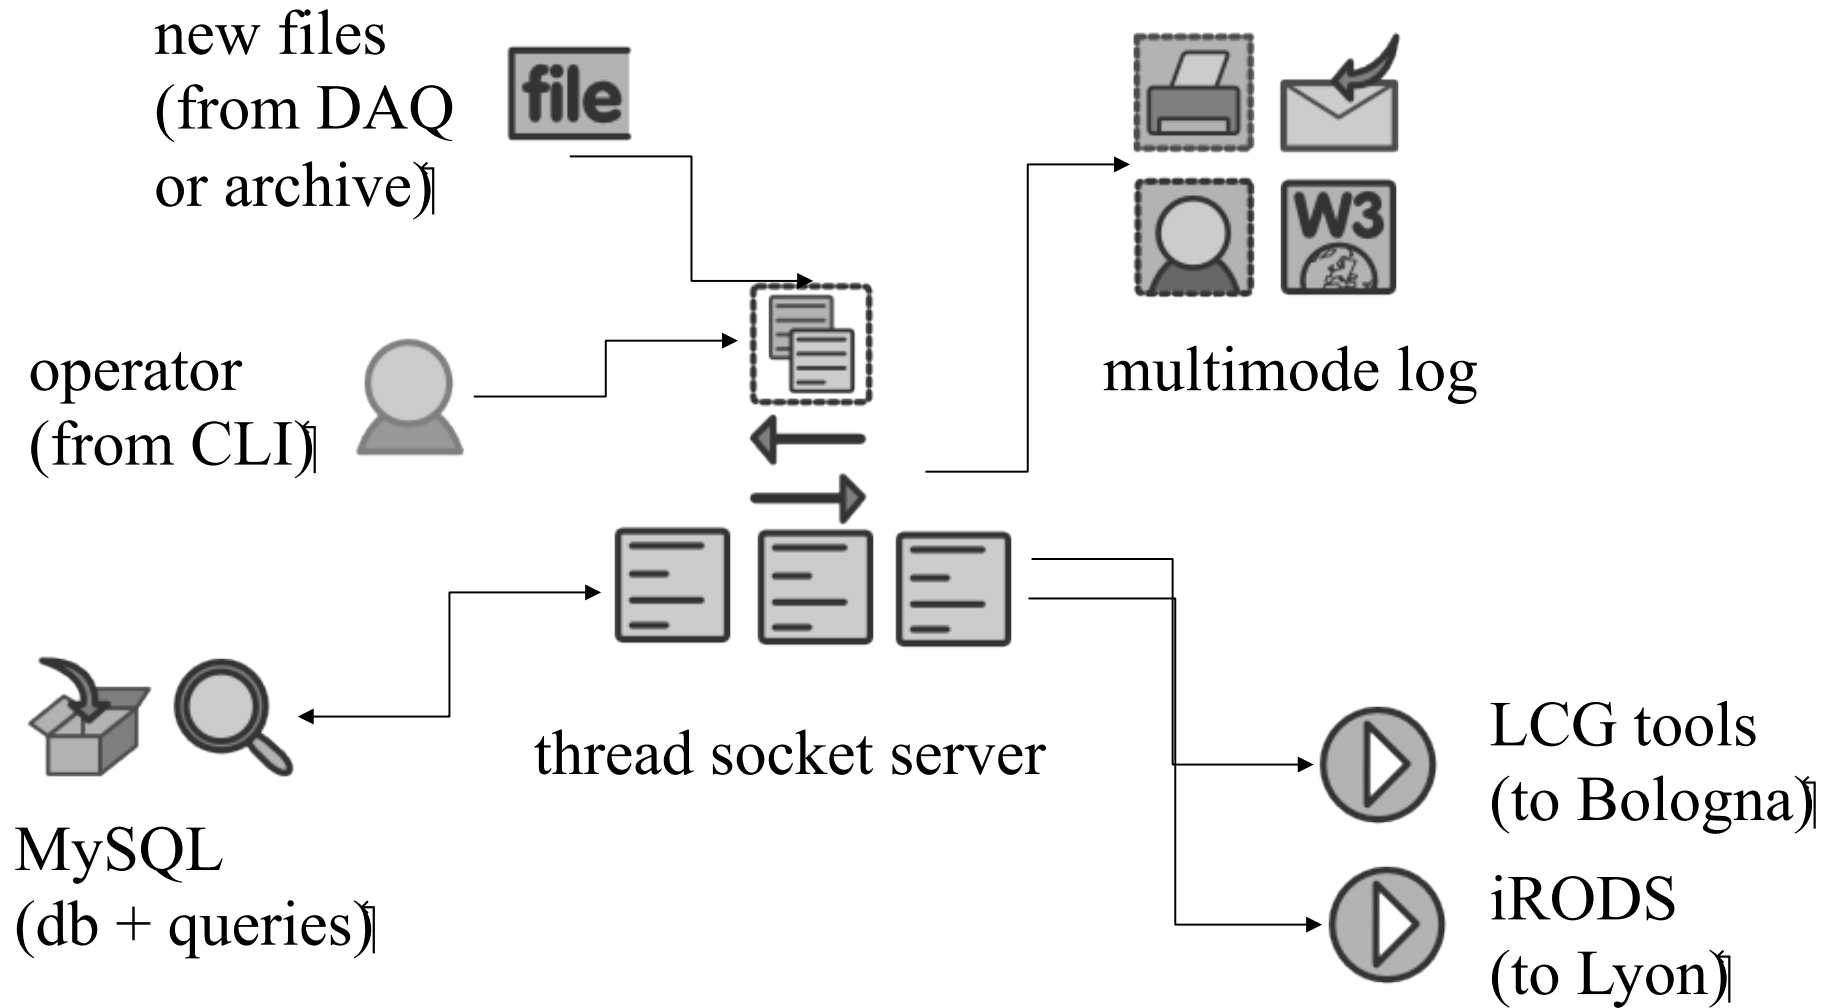 new files
(from DAQ
or archive)
file
W3
multimode log
operator
(from CLI)
thread socket server
MySQL
(db + queries)
LCG tools
(to Bologna)
iRODS
(to Lyon)